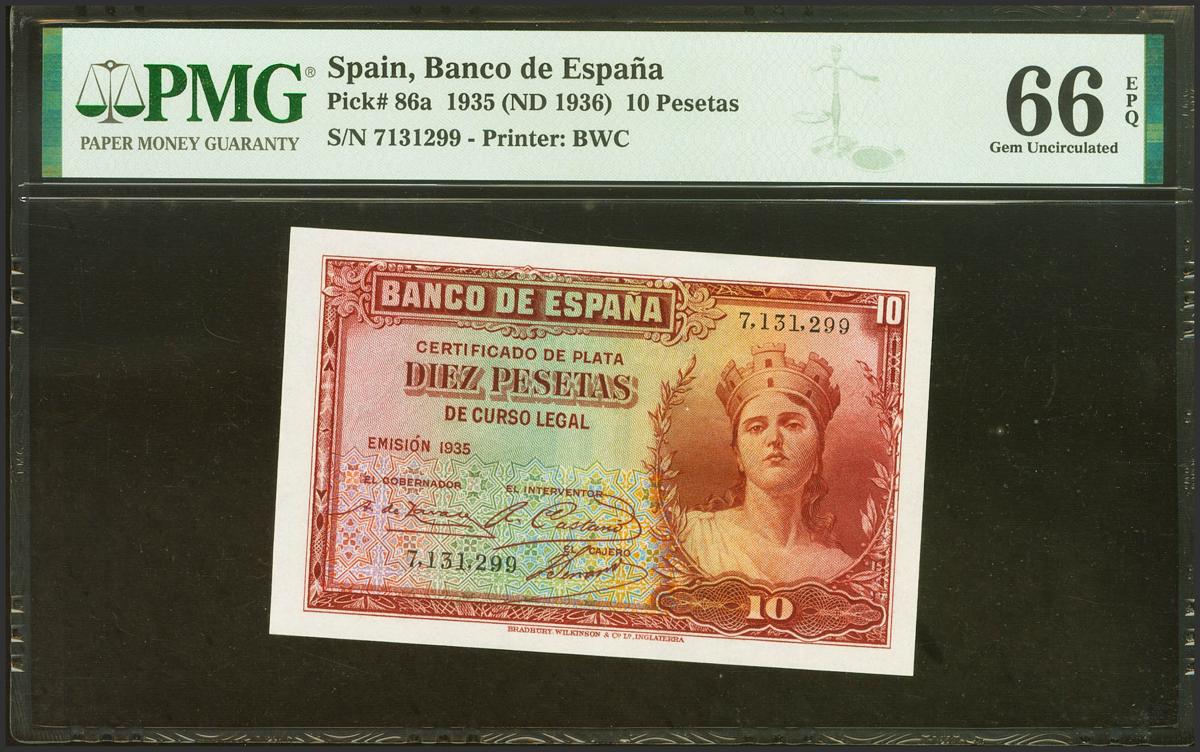 PMG®
PAPER MONEY GUARANTY
Spain, Banco de España
Pick# 86a 1935 (ND 1936) 10 Pesetas
S/N 7131299 - Printer: BWC
66 EPQ
Gem Uncirculated
BANCO DE ESPAÑA
10
7,131,299
CERTIFICADO DE PLATA
DIEZ PESETAS
DE CURSO LEGAL
EMISIÓN 1935
EL GOBERNADOR
EL INTERVENTOR
EL CAJERO
7,131,299
10
BRADBURY, WILKINSON & Cº Lᵈ, INGLATERRA